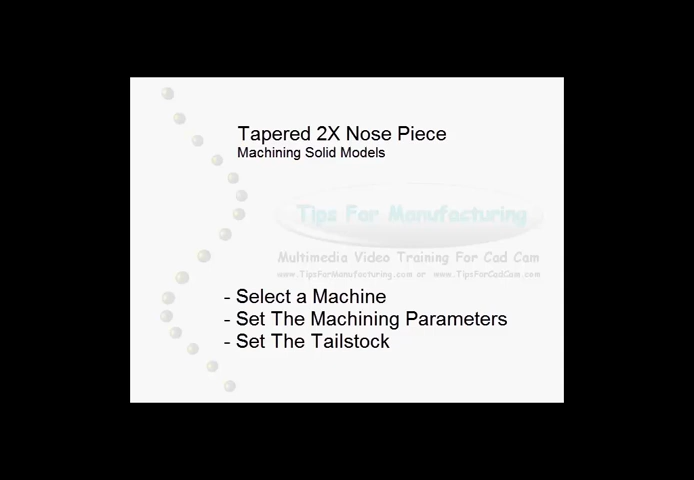 Tapered 2X Nose Piece
Machining Solid Models
Tips For Manufacturing
Multimedia Video Training For Cad Cam
www.TipsForManufacturing.com or www.TipsForCadCam.com
- Select a Machine
- Set The Machining Parameters
- Set The Tailstock